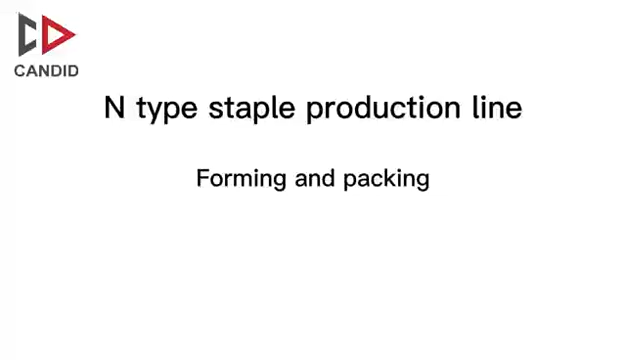 CANDID
N type staple production line
Forming and packing